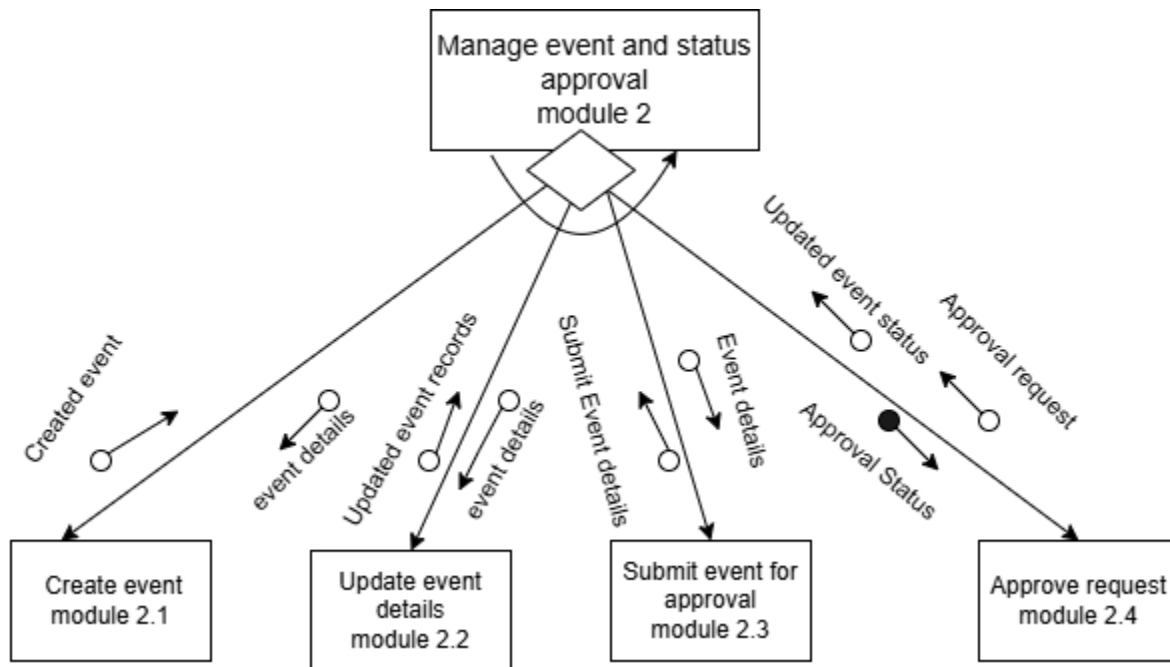 Manage event and status
approval
module 2
Created event
event details
Updated event records
event details
Submit Event details
Event details
Updated event status
Approval request
Approval Status
Create event
module 2.1
Update event
details
module 2.2
Submit event for
approval
module 2.3
Approve request
module 2.4